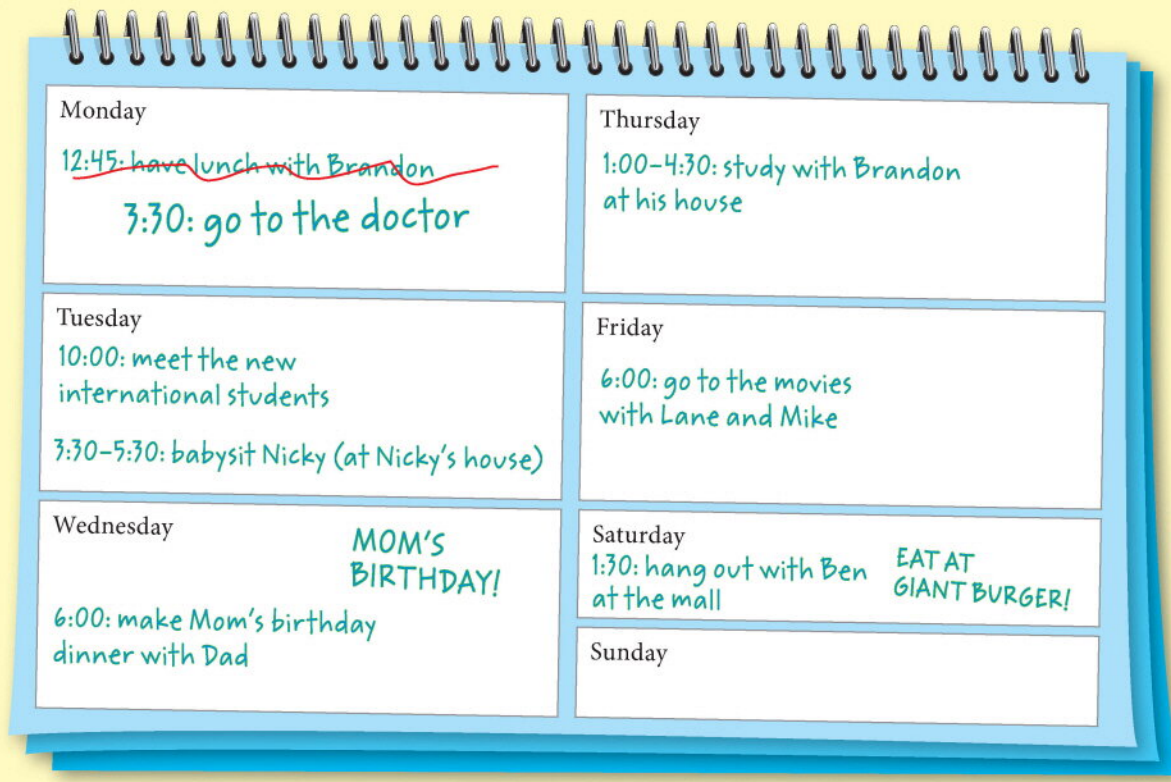 Monday
12:45: have lunch with Brandon
3:30: go to the doctor
Tuesday
10:00: meet the new
international students
3:30–5:30: babysit Nicky (at Nicky's house)
Wednesday
MOM'S
BIRTHDAY!
6:00: make Mom's birthday
dinner with Dad
Thursday
1:00–4:30: study with Brandon
at his house
Friday
6:00: go to the movies
with Lane and Mike
Saturday
1:30: hang out with Ben
at the mall
EAT AT
GIANT BURGER!
Sunday